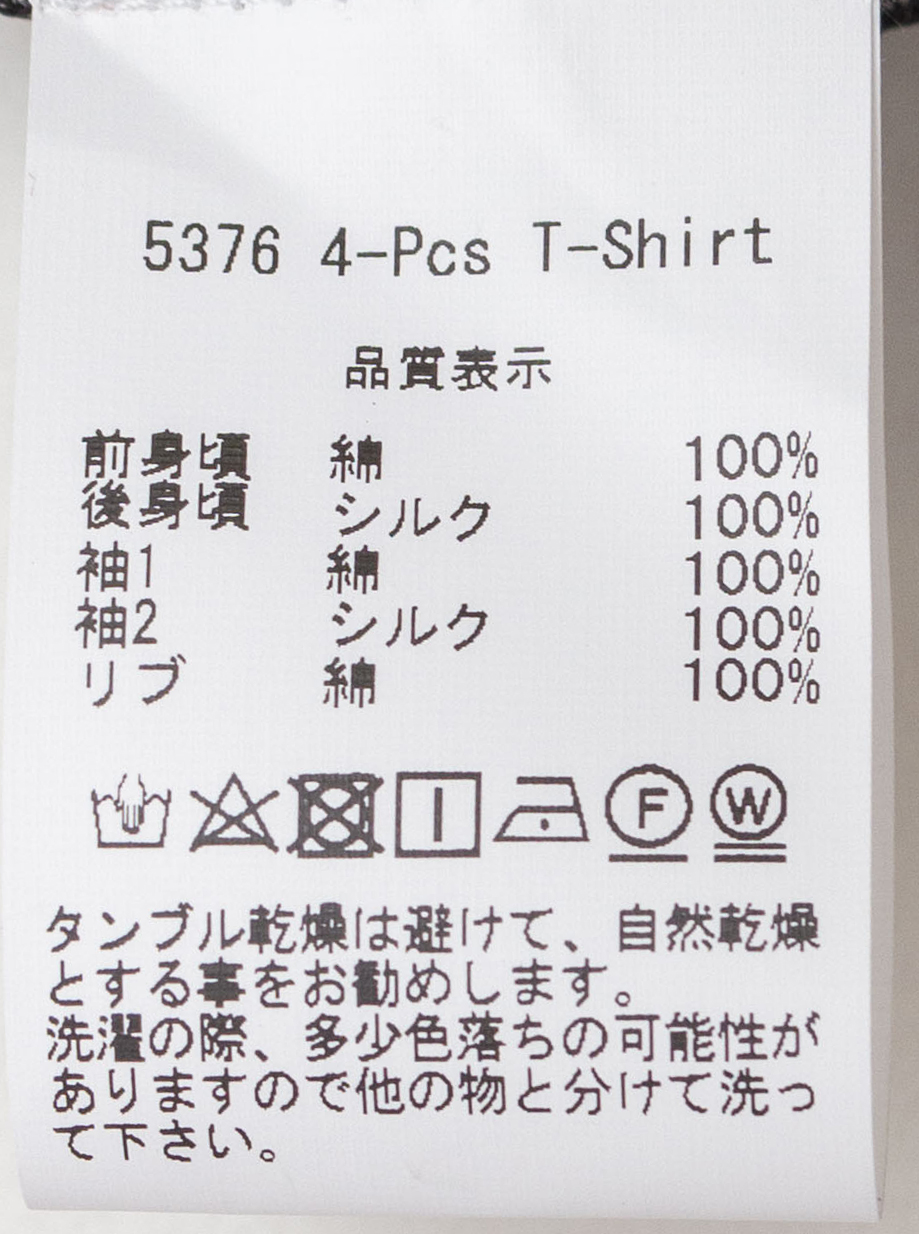 5376 4-Pcs T-Shirt
品質表示
前身頃 綿 100%
後身頃 シルク 100%
袖1 綿 100%
袖2 シルク 100%
リブ 綿 100%
F W
タンブル乾燥は避けて、自然乾燥
とする事をお勧めします。
洗濯の際、多少色落ちの可能性が
ありますので他の物と分けて洗っ
て下さい。